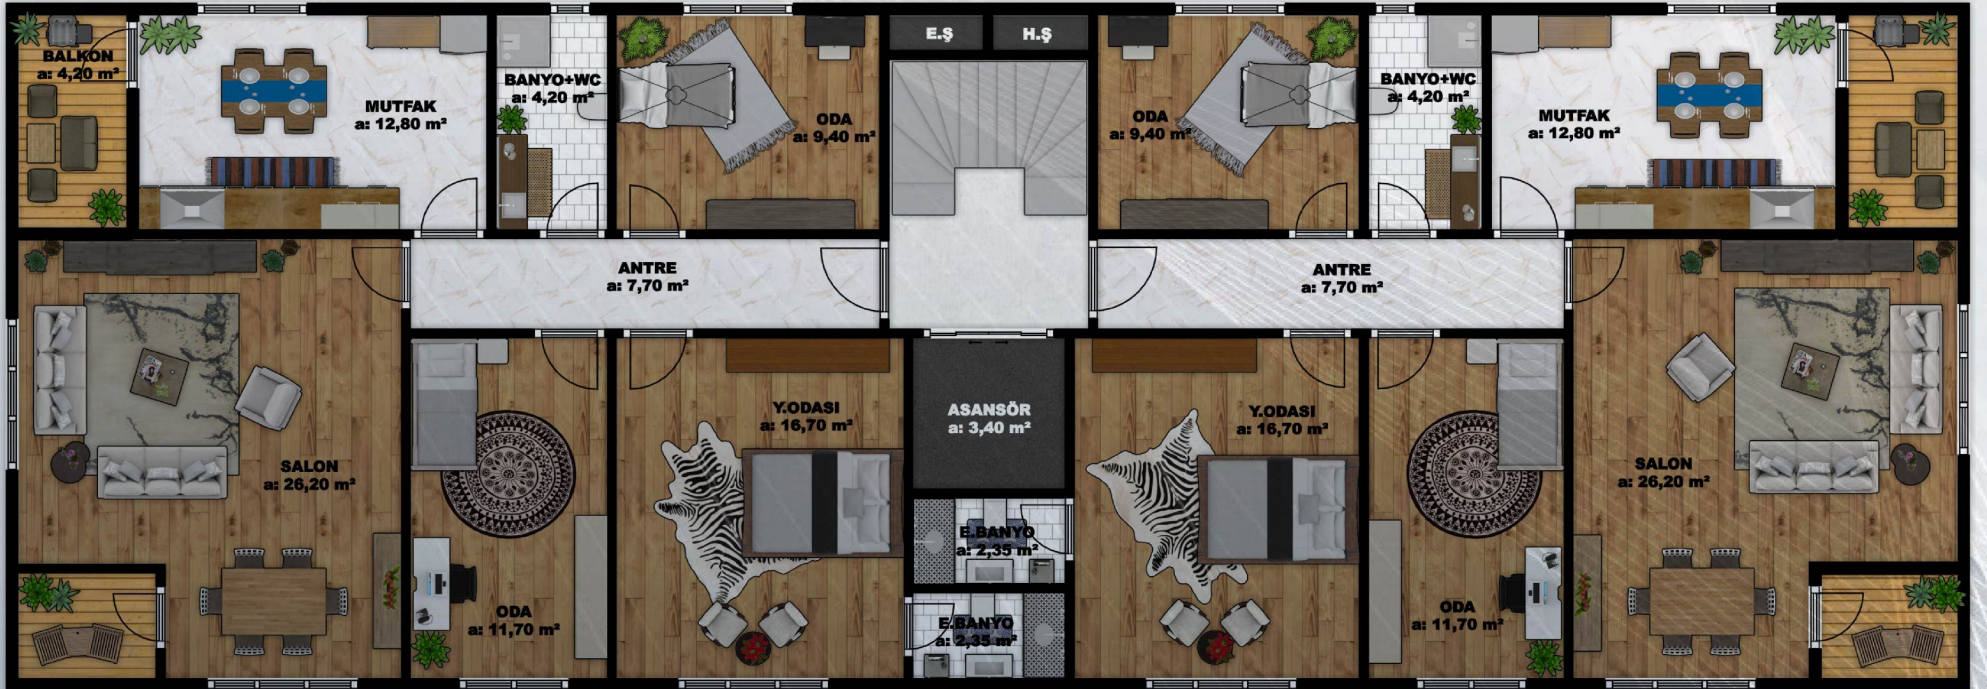 BALKON
a: 4,20 m²
MUTFAK
a: 12,80 m²
BANYO+WC
a: 4,20 m²
ODA
a: 9,40 m²
E.Ş
H.Ş
ODA
a: 9,40 m²
BANYO+WC
a: 4,20 m²
MUTFAK
a: 12,80 m²
ANTRE
a: 7,70 m²
ANTRE
a: 7,70 m²
SALON
a: 26,20 m²
ODA
a: 11,70 m²
Y.ODASI
a: 16,70 m²
ASANSÖR
a: 3,40 m²
E.BANYO
a: 2,35 m²
E.BANYO
a: 2,35 m²
Y.ODASI
a: 16,70 m²
ODA
a: 11,70 m²
SALON
a: 26,20 m²